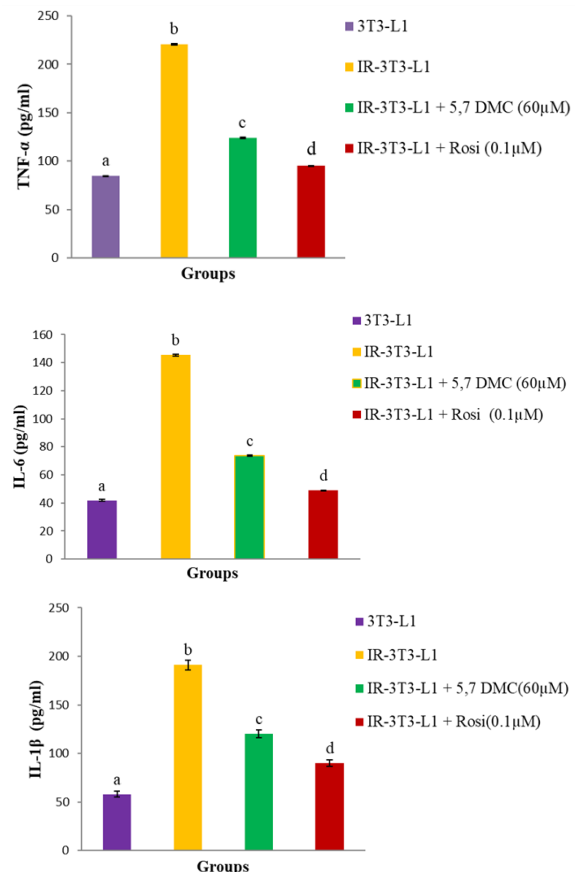 250
200
150
100
50
0
TNF-α (pg/ml)
a
b
c
d
Groups
3T3-L1
IR-3T3-L1
IR-3T3-L1 + 5,7 DMC (60µM)
IR-3T3-L1 + Rosi (0.1µM)
160
140
120
100
80
60
40
20
0
IL-6 (pg/ml)
a
b
c
d
Groups
3T3-L1
IR-3T3-L1
IR-3T3-L1 + 5,7 DMC (60µM)
IR-3T3-L1 + Rosi (0.1µM)
250
200
150
100
50
0
IL-1β (pg/ml)
a
b
c
d
Groups
3T3-L1
IR-3T3-L1
IR-3T3-L1 + 5,7 DMC(60µM)
IR-3T3-L1 + Rosi(0.1µM)